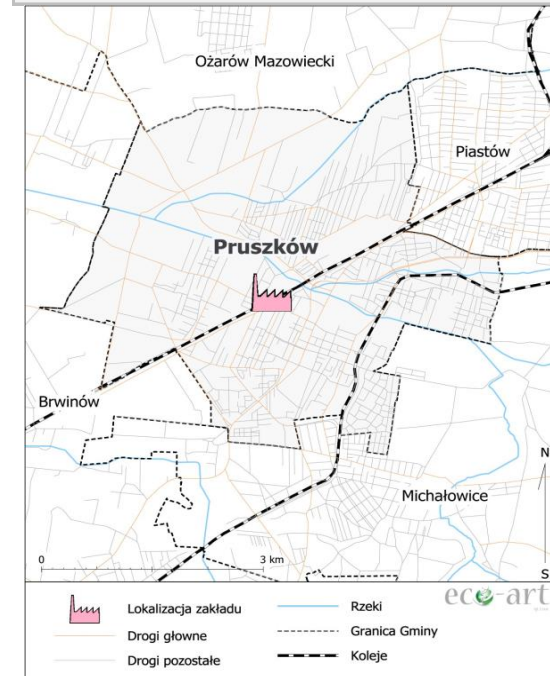 Ożarów Mazowiecki
Piastów
Pruszków
Brwinów
Michałowice
N
S
0 3 km
Lokalizacja zakładu
Drogi głowne
Drogi pozostałe
Rzeki
Granica Gminy
Koleje
eco-art